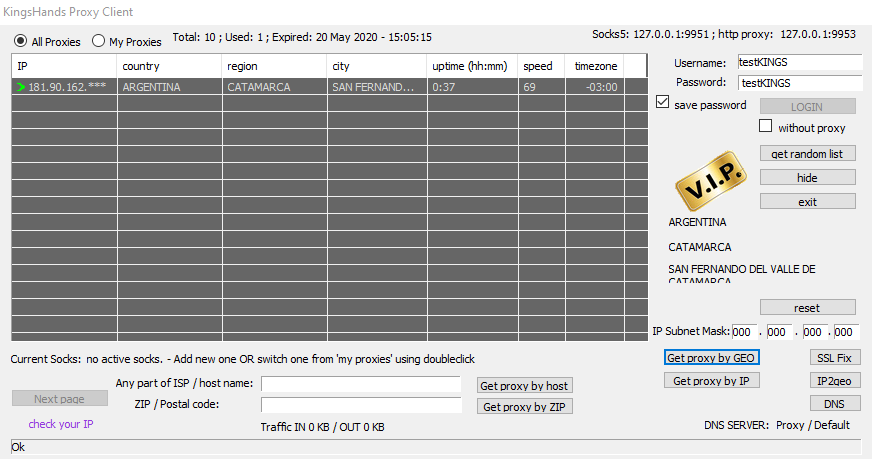 KingsHands Proxy Client
All Proxies My Proxies Total: 10 ; Used: 1 ; Expired: 20 May 2020 - 15:05:15 Socks5: 127.0.0.1:9951 ; http proxy: 127.0.0.1:9953
IP country region city uptime (hh:mm) speed timezone
181.90.162.*** ARGENTINA CATAMARCA SAN FERNAND... 0:37 69 -03:00
Username: testKINGS
Password: testKINGS
save password LOGIN
without proxy
get random list
V.I.P.
hide
exit
ARGENTINA
CATAMARCA
SAN FERNANDO DEL VALLE DE
CATAMARCA
reset
IP Subnet Mask: 000 . 000 . 000 . 000
Current Socks: no active socks. - Add new one OR switch one from 'my proxies' using doubleclick
Get proxy by GEO SSL Fix
Any part of ISP / host name: Get proxy by host Get proxy by IP IP2geo
Next page ZIP / Postal code: Get proxy by ZIP DNS
check your IP Traffic IN 0 KB / OUT 0 KB DNS SERVER: Proxy / Default
Ok